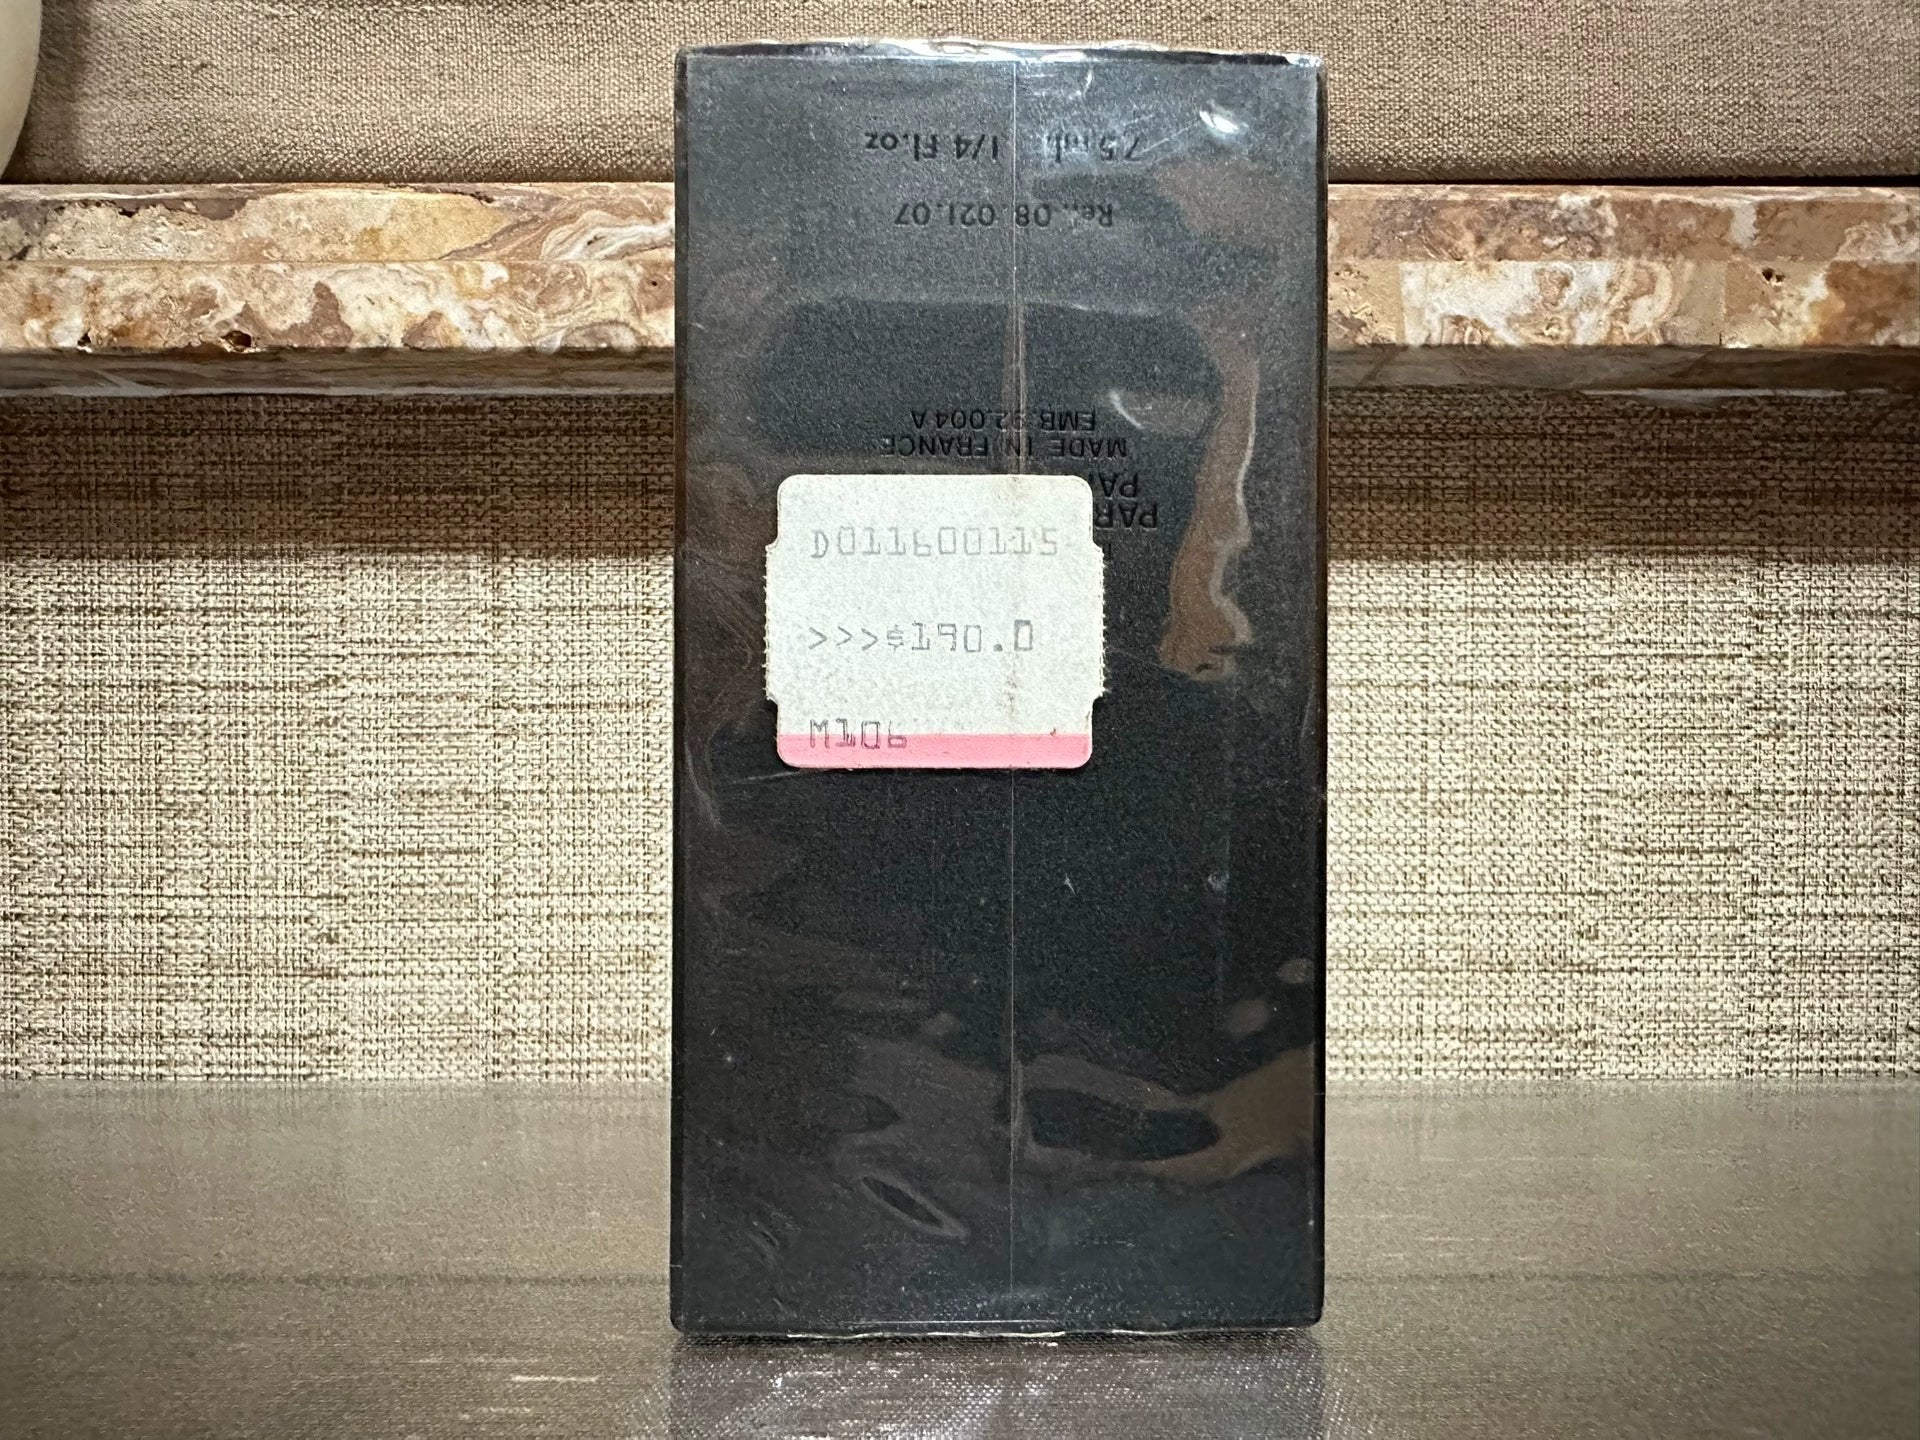 7.5 ml. 1/4 Fl.oz
Ref. 08.021.07
EMB 92.004 A
MADE IN FRANCE
D011600115
>>>$190.0
M106